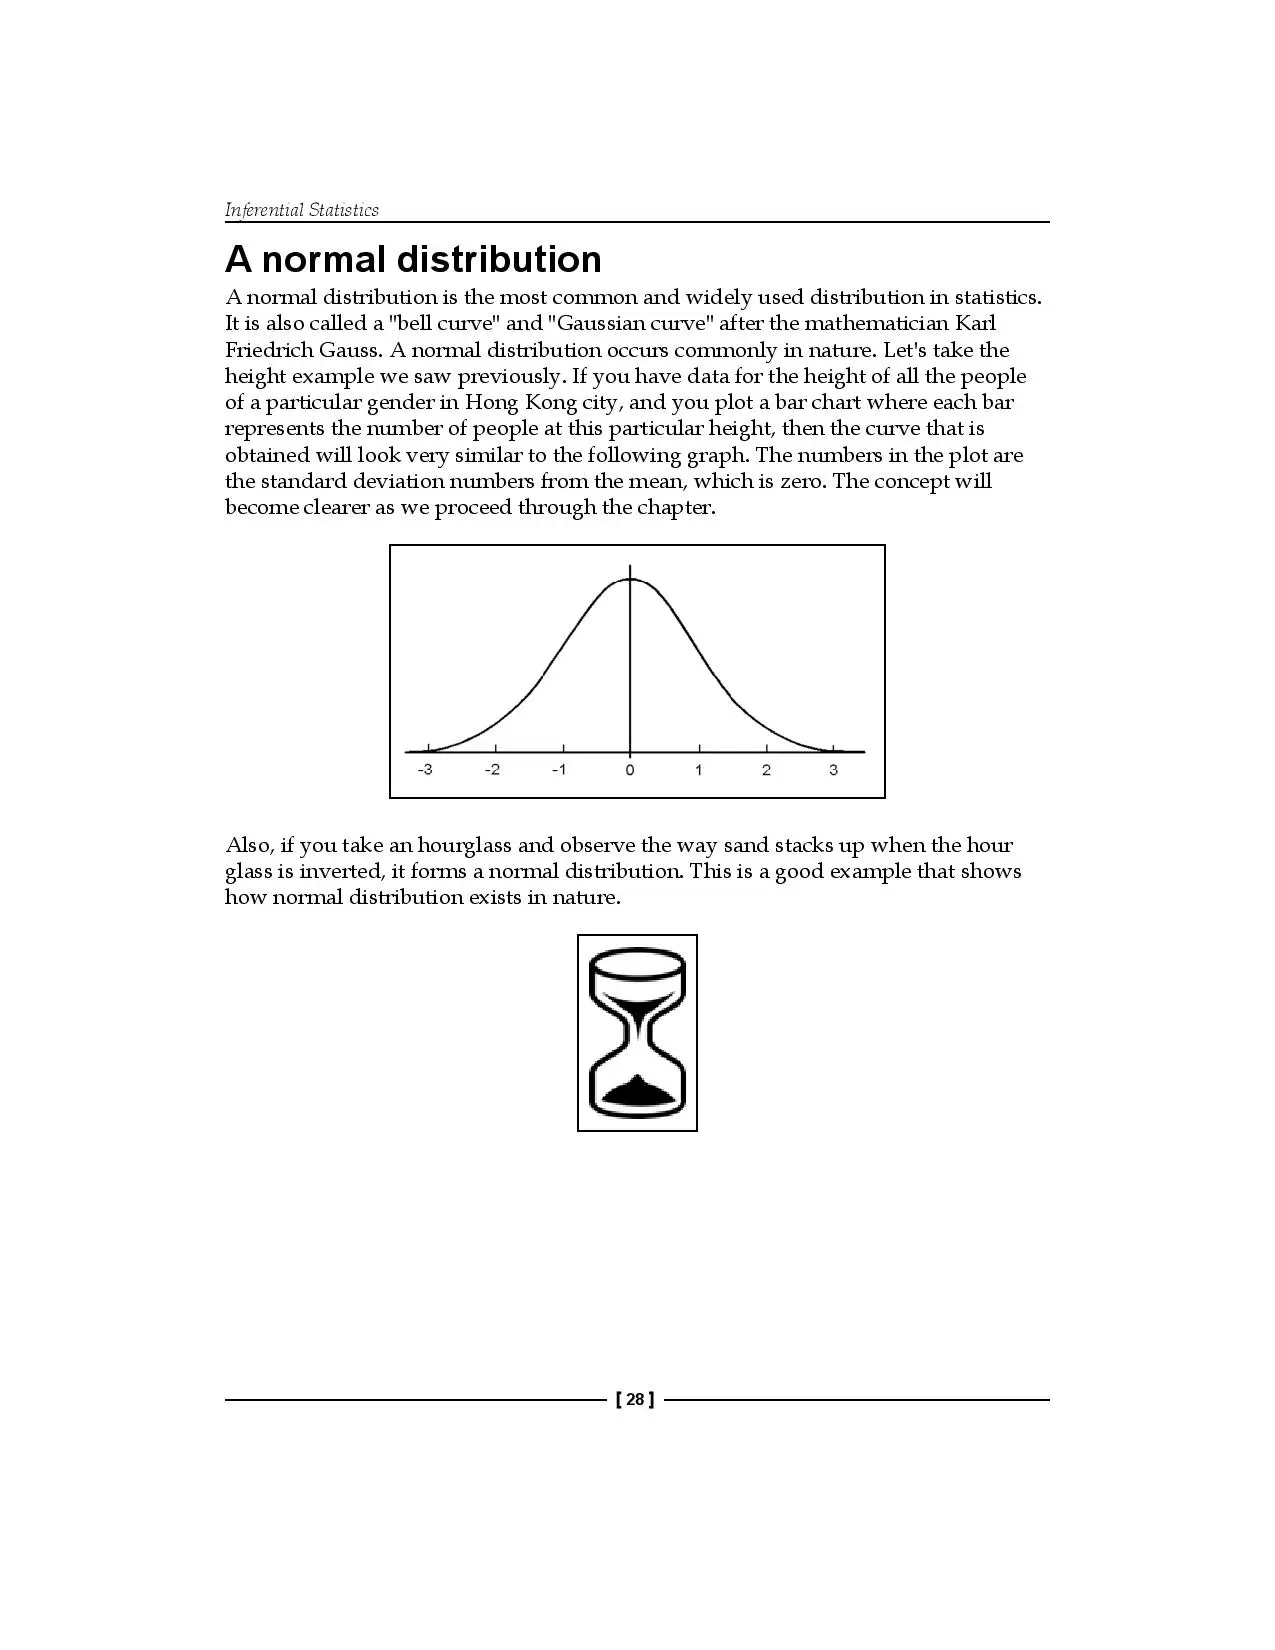 Inferential Statistics
A normal distribution
A normal distribution is the most common and widely used distribution in statistics.
It is also called a "bell curve" and "Gaussian curve" after the mathematician Karl
Friedrich Gauss. A normal distribution occurs commonly in nature. Let's take the
height example we saw previously. If you have data for the height of all the people
of a particular gender in Hong Kong city, and you plot a bar chart where each bar
represents the number of people at this particular height, then the curve that is
obtained will look very similar to the following graph. The numbers in the plot are
the standard deviation numbers from the mean, which is zero. The concept will
become clearer as we proceed through the chapter.
-3 -2 -1 0 1 2 3
Also, if you take an hourglass and observe the way sand stacks up when the hour
glass is inverted, it forms a normal distribution. This is a good example that shows
how normal distribution exists in nature.
[ 28 ]